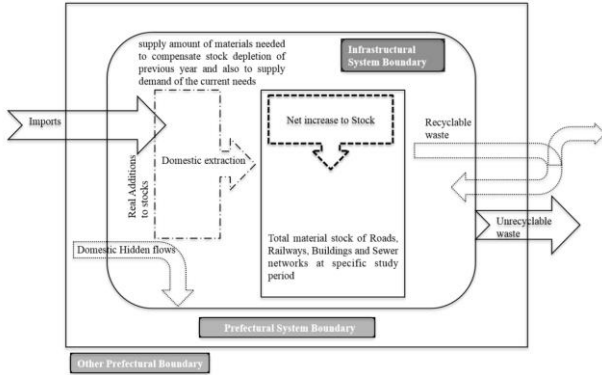 supply amount of materials needed
to compensate stock depletion of
previous year and also to supply
demand of the current needs
Infrastructural
System Boundary
Imports
Real Additions
to stocks
Domestic extraction
Net increase to Stock
Recyclable
waste
Unrecyclable
waste
Domestic Hidden flows
Total material stock of Roads,
Railways, Buildings and Sewer
networks at specific study
period
Prefectural System Boundary
Other Prefectural Boundary